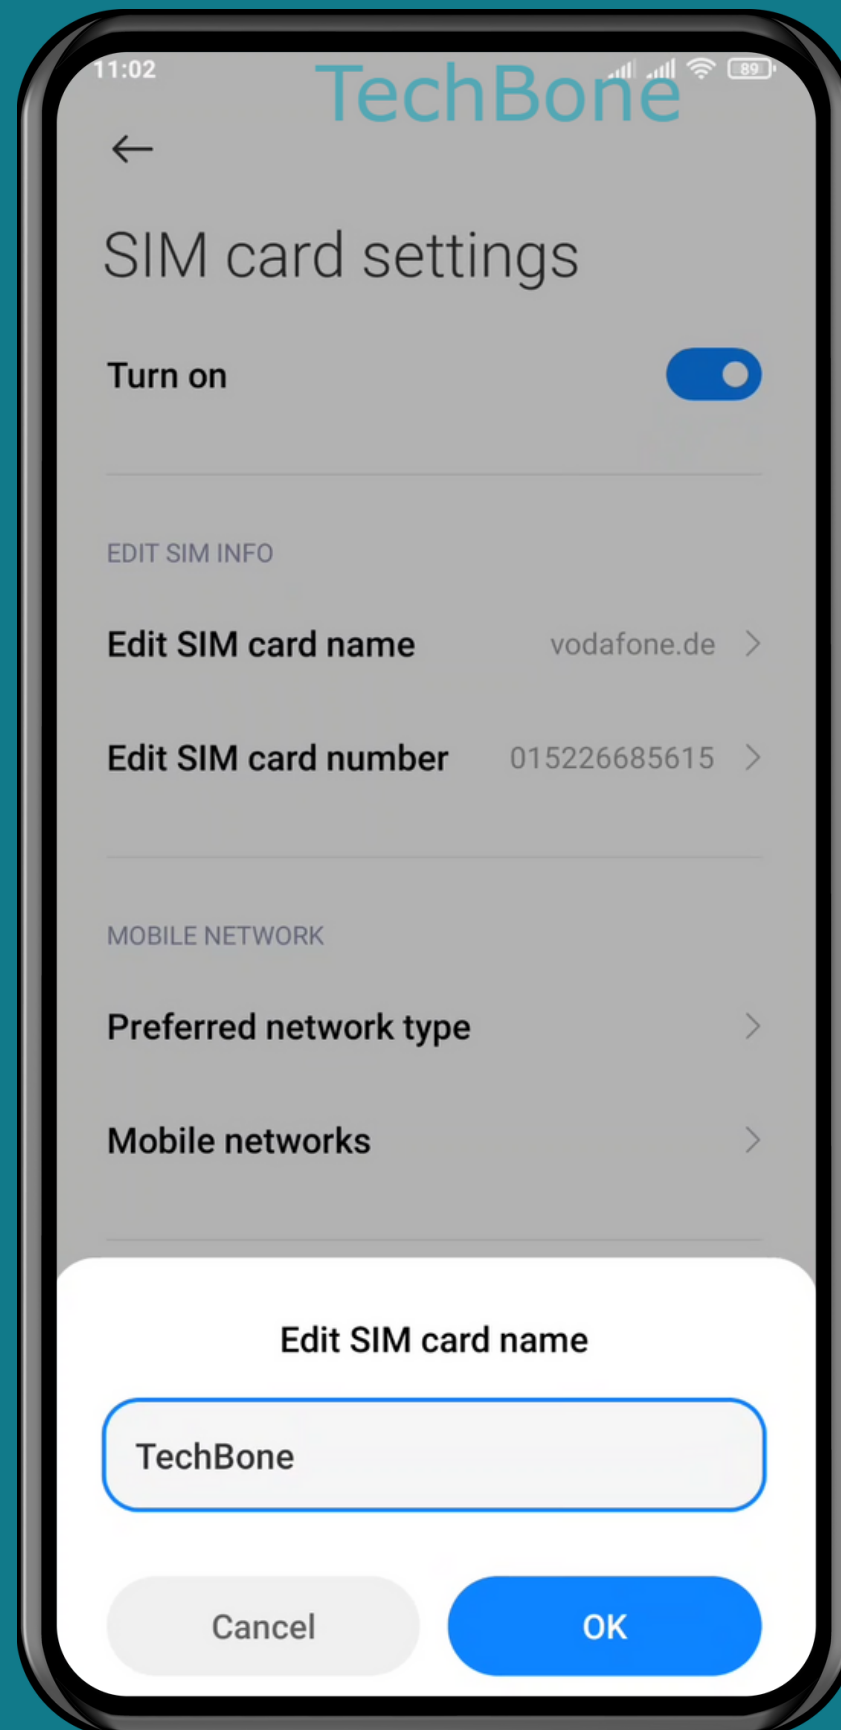 11:02
TechBone
89
SIM card settings
Turn on
EDIT SIM INFO
Edit SIM card name vodafone.de
Edit SIM card number 015226685615
MOBILE NETWORK
Preferred network type
Mobile networks
Edit SIM card name
TechBone
Cancel OK